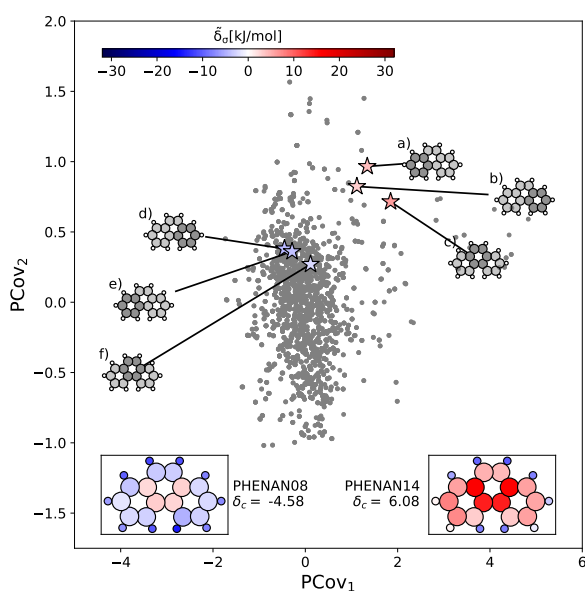 δ̃σ[kJ/mol]
−30 −20 −10 0 10 20 30
2.0
1.5
1.0
0.5
0.0
−0.5
−1.0
−1.5
PCov₂
a)
b)
c)
d)
e)
f)
PHENAN08
δc = -4.58
PHENAN14
δc = 6.08
−4 −2 0 2 4 6
PCov₁